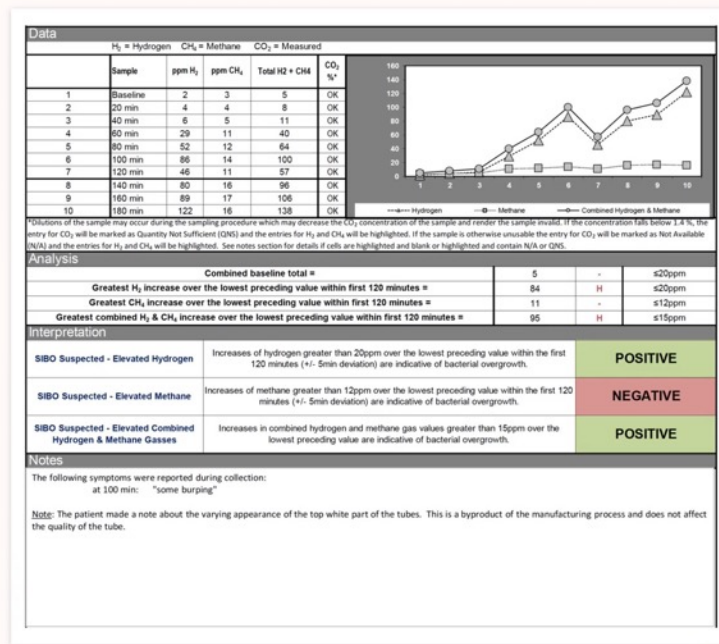 Data
H₂ = Hydrogen CH₄ = Methane CO₂ = Measured
Sample ppm H₂ ppm CH₄ Total H2 + CH4 CO₂ %*
1 Baseline 2 3 5 OK
2 20 min 4 4 8 OK
3 40 min 6 5 11 OK
4 60 min 29 11 40 OK
5 80 min 52 12 64 OK
6 100 min 86 14 100 OK
7 120 min 46 11 57 OK
8 140 min 80 16 96 OK
9 160 min 89 17 106 OK
10 180 min 122 16 138 OK
160
140
120
100
80
60
40
20
0
1 2 3 4 5 6 7 8 9 10
Hydrogen Methane Combined Hydrogen & Methane
*Dilutions of the sample may occur during the sampling procedure which may decrease the CO₂ concentration of the sample and render the sample invalid. If the concentration falls below 1.4 %, the
entry for CO₂ will be marked as Quantity Not Sufficient (QNS) and the entries for H₂ and CH₄ will be highlighted. If the sample is otherwise unusable the entry for CO₂ will be marked as Not Available
(N/A) and the entries for H₂ and CH₄ will be highlighted. See notes section for details if cells are highlighted and blank or highlighted and contain N/A or QNS.
Analysis
Combined baseline total = 5 - ≤20ppm
Greatest H₂ increase over the lowest preceding value within first 120 minutes = 84 H ≤20ppm
Greatest CH₄ increase over the lowest preceding value within first 120 minutes = 11 - ≤12ppm
Greatest combined H₂ & CH₄ increase over the lowest preceding value within first 120 minutes = 95 H ≤15ppm
Interpretation
SIBO Suspected - Elevated Hydrogen
Increases of hydrogen greater than 20ppm over the lowest preceding value within the first
120 minutes (+/- 5min deviation) are indicative of bacterial overgrowth.
POSITIVE
SIBO Suspected - Elevated Methane
Increases of methane greater than 12ppm over the lowest preceding value within the first 120
minutes (+/- 5min deviation) are indicative of bacterial overgrowth.
NEGATIVE
SIBO Suspected - Elevated Combined
Hydrogen & Methane Gasses
Increases in combined hydrogen and methane gas values greater than 15ppm over the
lowest preceding value are indicative of bacterial overgrowth.
POSITIVE
Notes
The following symptoms were reported during collection:
at 100 min: "some burping"
Note: The patient made a note about the varying appearance of the top white part of the tubes. This is a byproduct of the manufacturing process and does not affect
the quality of the tube.